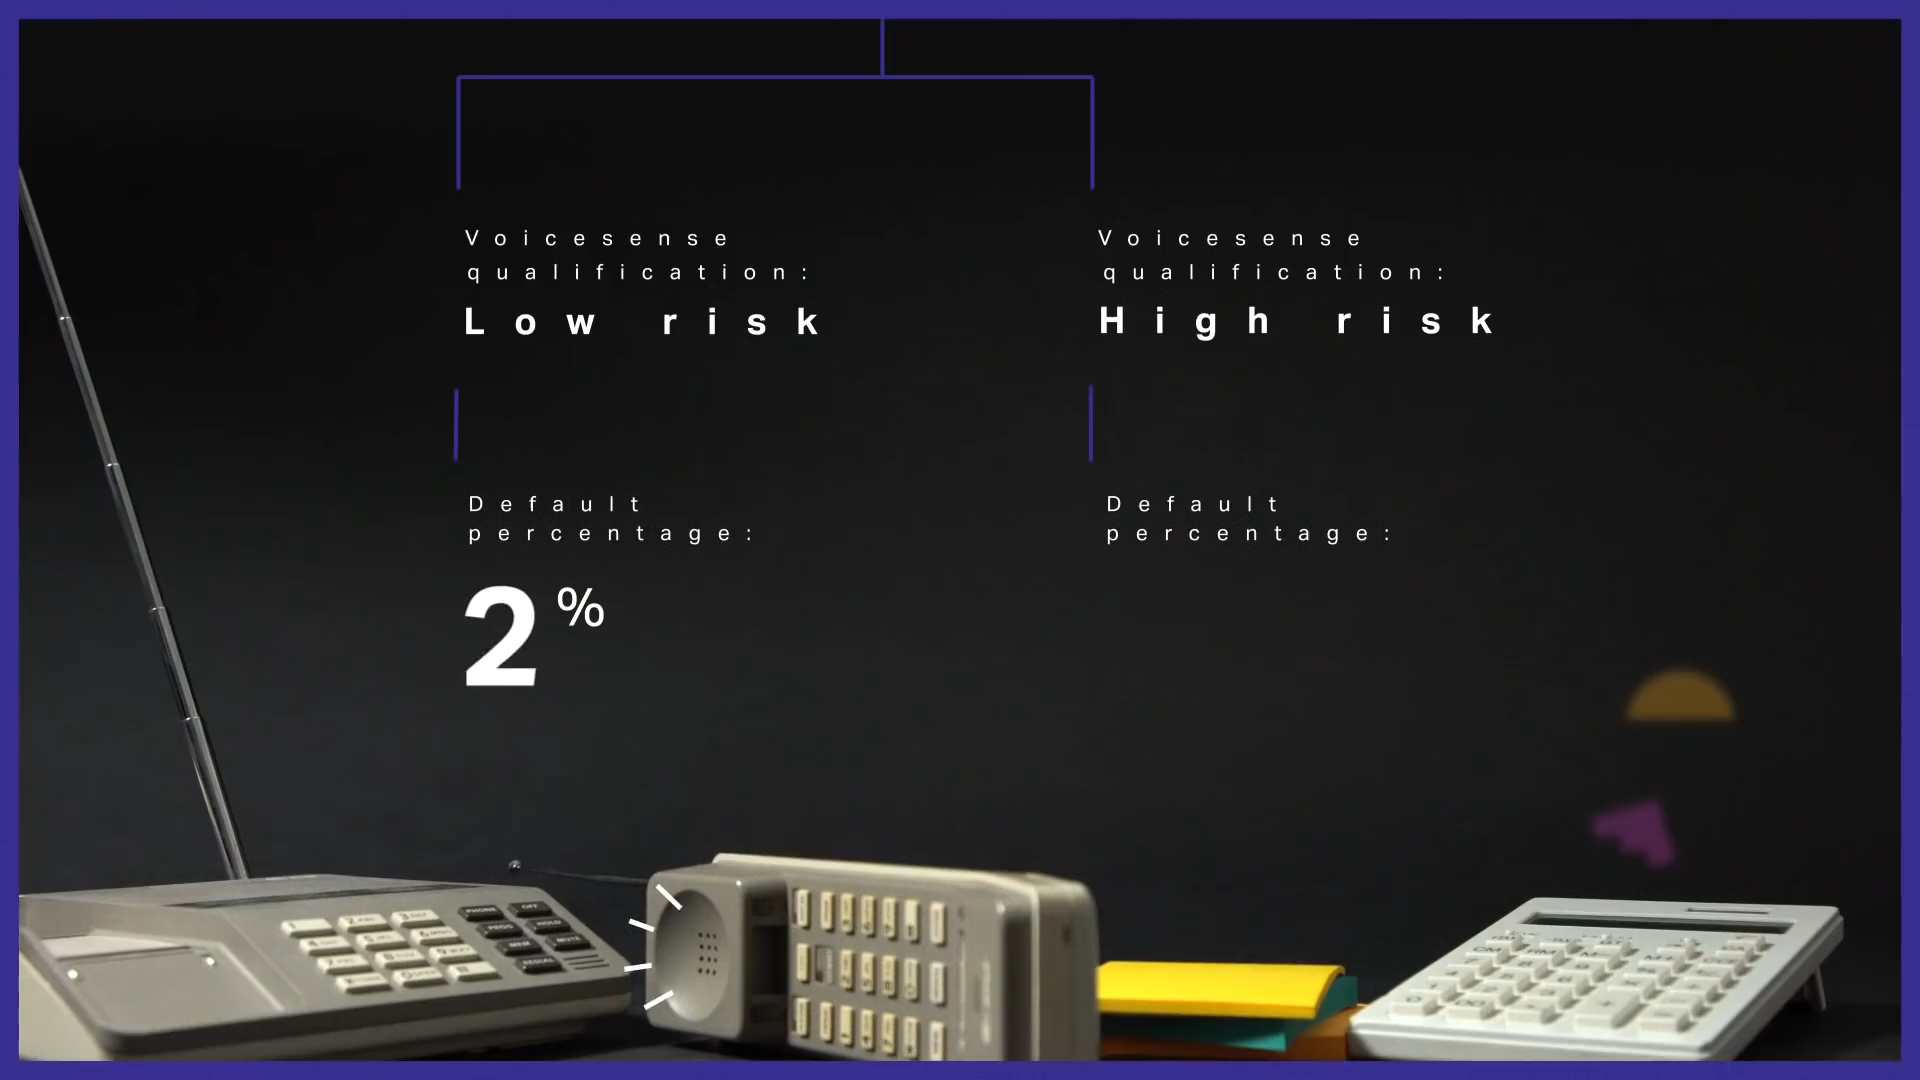 Voicesense
qualification:
Low risk
Default
percentage:
2%
Voicesense
qualification:
High risk
Default
percentage: